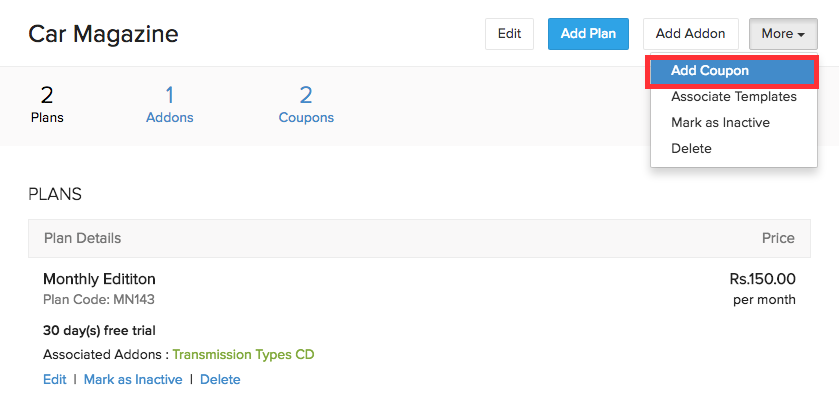 Car Magazine
Edit
Add Plan
Add Addon
More
Add Coupon
Associate Templates
Mark as Inactive
Delete
2
Plans
1
Addons
2
Coupons
PLANS
Plan Details Price
Monthly Edititon Rs.150.00
Plan Code: MN143 per month
30 day(s) free trial
Associated Addons : Transmission Types CD
Edit | Mark as Inactive | Delete